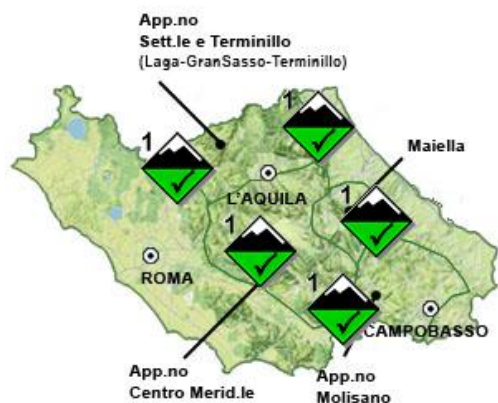 App.no
Sett.le e Terminillo
(Laga-GranSasso-Terminillo)
1
1
Maiella
L'AQUILA
1
1
ROMA
1
CAMPOBASSO
App.no
Centro Merid.le
App.no
Molisano